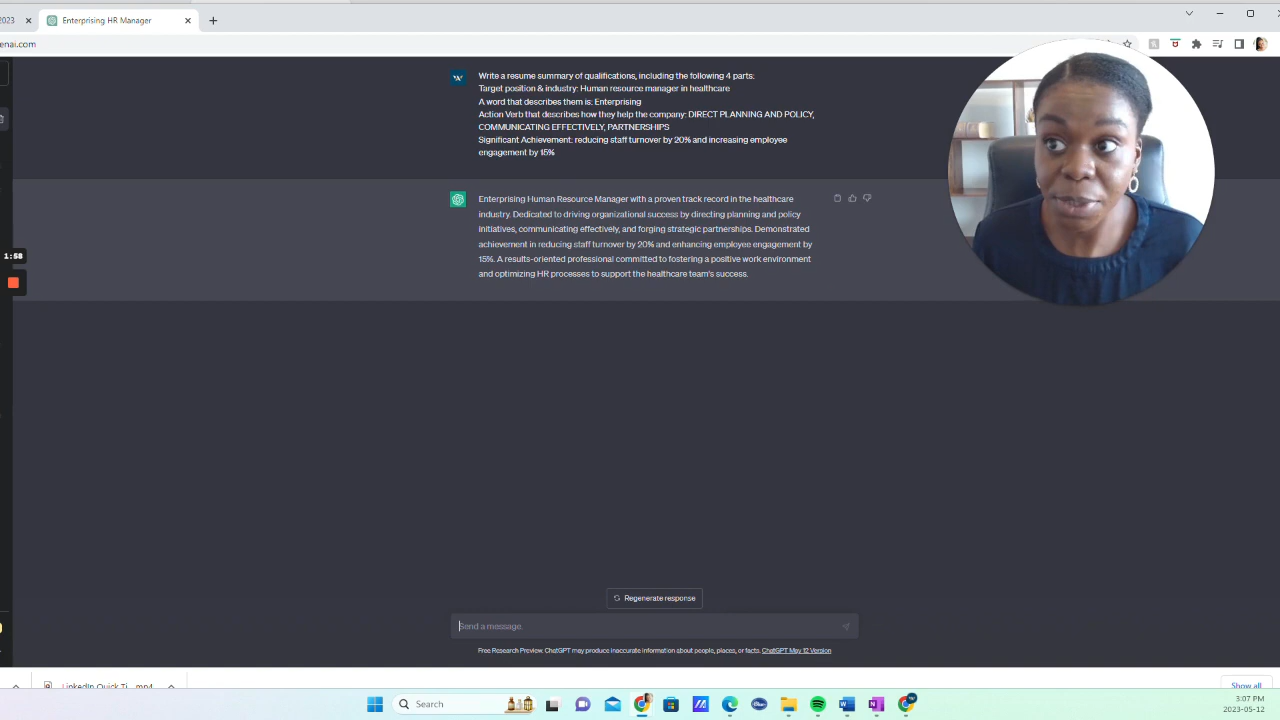 2023
Enterprising HR Manager
enai.com
Write a resume summary of qualifications, including the following 4 parts:
Target position & industry: Human resource manager in healthcare
A word that describes them is: Enterprising
Action Verb that describes how they help the company: DIRECT PLANNING AND POLICY,
COMMUNICATING EFFECTIVELY, PARTNERSHIPS
Significant Achievement: reducing staff turnover by 20% and increasing employee
engagement by 15%
Enterprising Human Resource Manager with a proven track record in the healthcare
industry. Dedicated to driving organizational success by directing planning and policy
initiatives, communicating effectively, and forging strategic partnerships. Demonstrated
achievement in reducing staff turnover by 20% and enhancing employee engagement by
15%. A results-oriented professional committed to fostering a positive work environment
and optimizing HR processes to support the healthcare team's success.
1:58
Regenerate response
Send a message.
Free Research Preview. ChatGPT may produce inaccurate information about people, places, or facts. ChatGPT May 12 Version
LinkedIn Quick Ti....mp4
Show all
Search
3:07 PM
2023-05-12